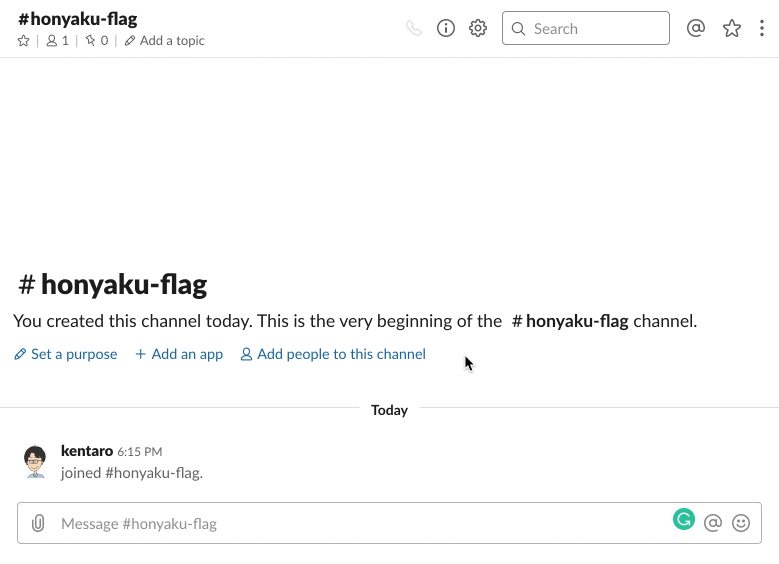 #honyaku-flag
1 | 0 | Add a topic
Search
# honyaku-flag
You created this channel today. This is the very beginning of the # honyaku-flag channel.
Set a purpose + Add an app Add people to this channel
Today
kentaro 6:15 PM
joined #honyaku-flag.
Message #honyaku-flag